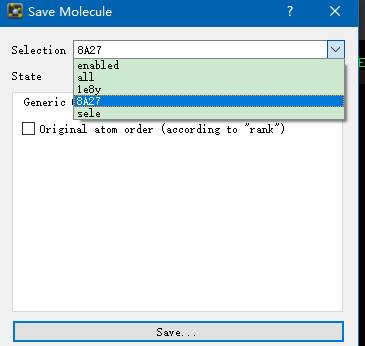 Save Molecule
Selection 8A27
enabled
all
1e8y
8A27
sele
State
Generic
Original atom order (according to "rank")
Save...